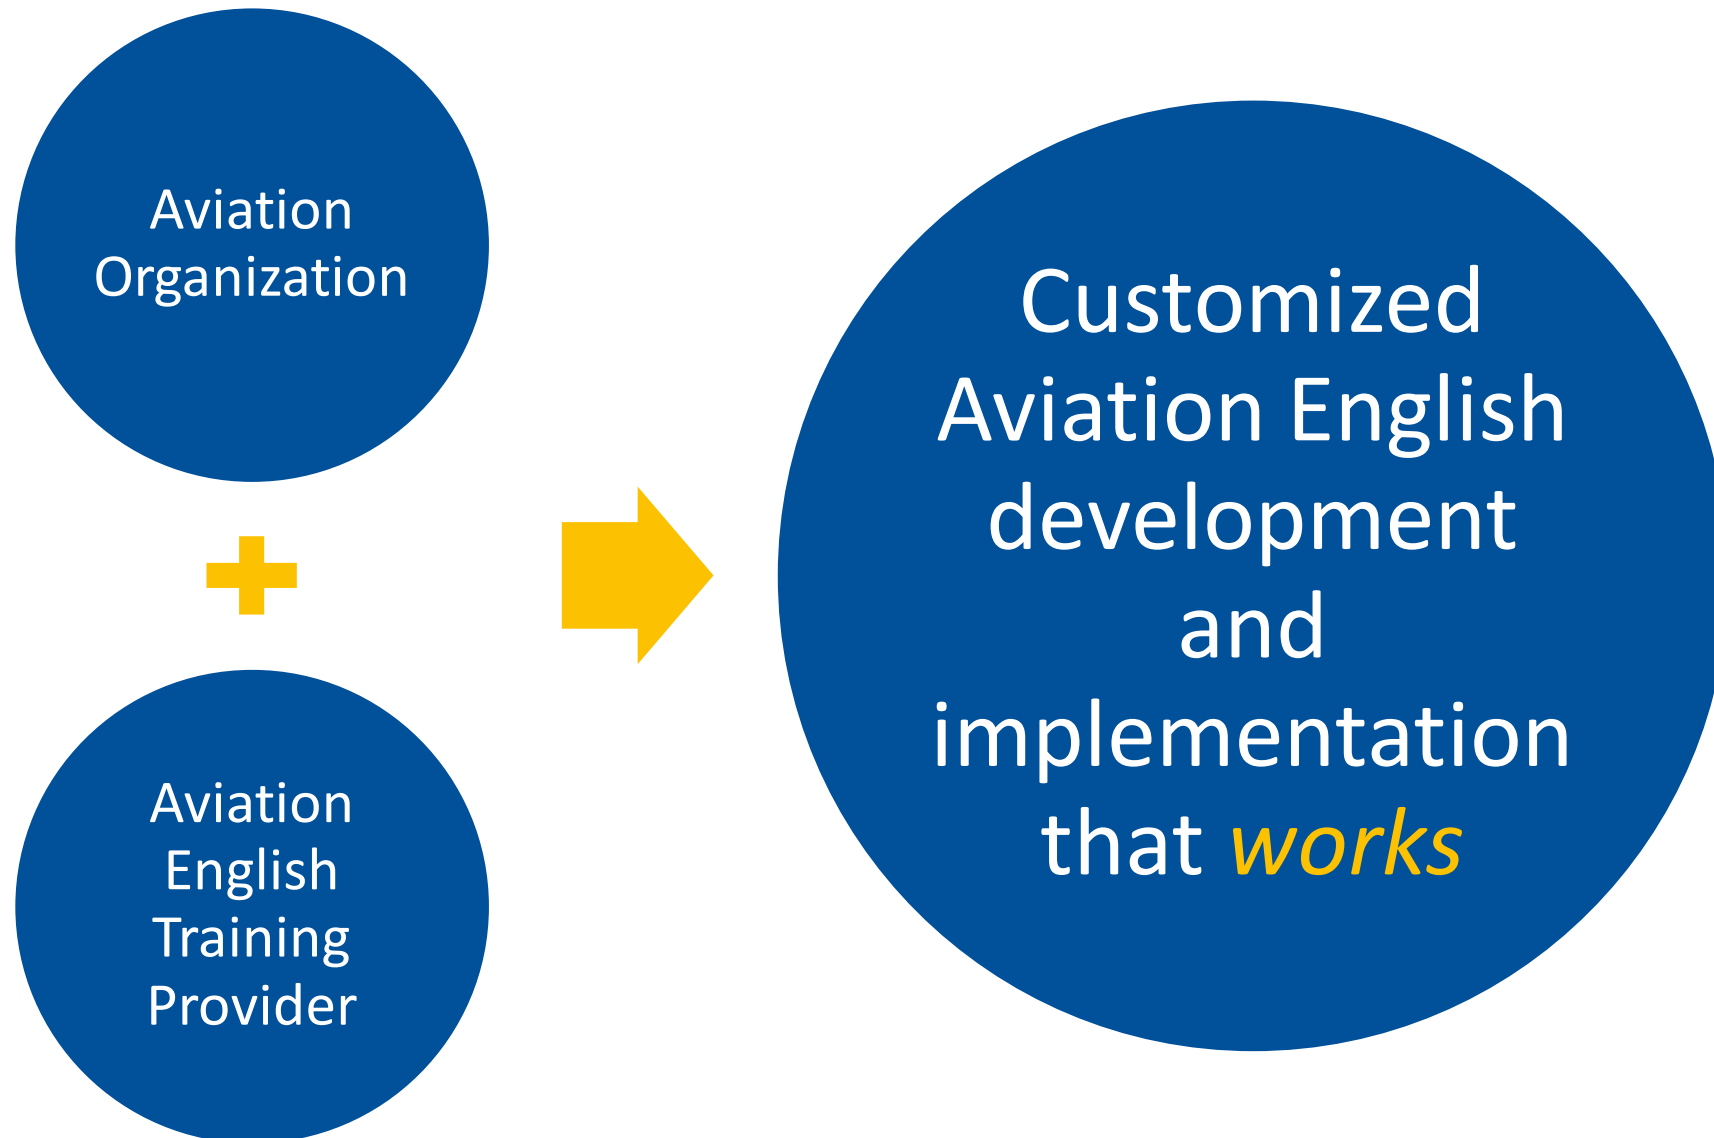 Aviation
Organization
Aviation
English
Training
Provider
Customized
Aviation English
development
and
implementation
that works